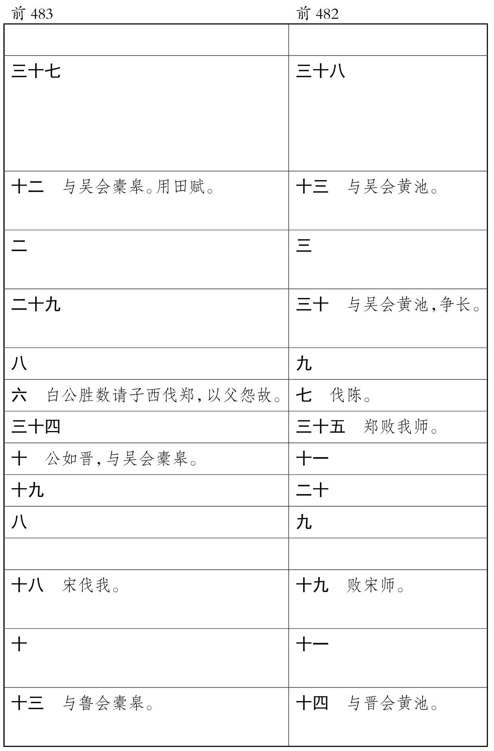 前 483 前 482
三十七 三十八
十二 与吴会橐皋。用田赋。 十三 与吴会黄池。
二 三
二十九 三十 与吴会黄池，争长。
八 九
六 白公胜数请子西伐郑，以父怨故。 七 伐陈。
三十四 三十五 郑败我师。
十 公如晋，与吴会橐皋。 十一
十九 二十
八 九
十八 宋伐我。 十九 败宋师。
十 十一
十三 与鲁会橐皋。 十四 与晋会黄池。